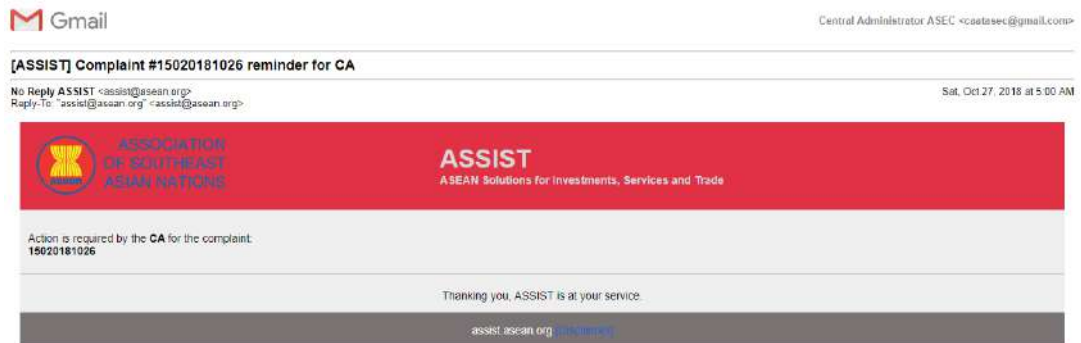 Gmail
Central Administrator ASEC <caatasec@gmail.com>
[ASSIST] Complaint #15020181026 reminder for CA
No Reply ASSIST <assist@asean.org>
Sat, Oct 27, 2018 at 5:00 AM
Reply-To: "assist@asean.org" <assist@asean.org>
ASSOCIATION
OF SOUTHEAST
ASIAN NATIONS
asean
ASSIST
ASEAN Solutions for Investments, Services and Trade
Action is required by the CA for the complaint:
15020181026
Thanking you, ASSIST is at your service.
assist.asean.org